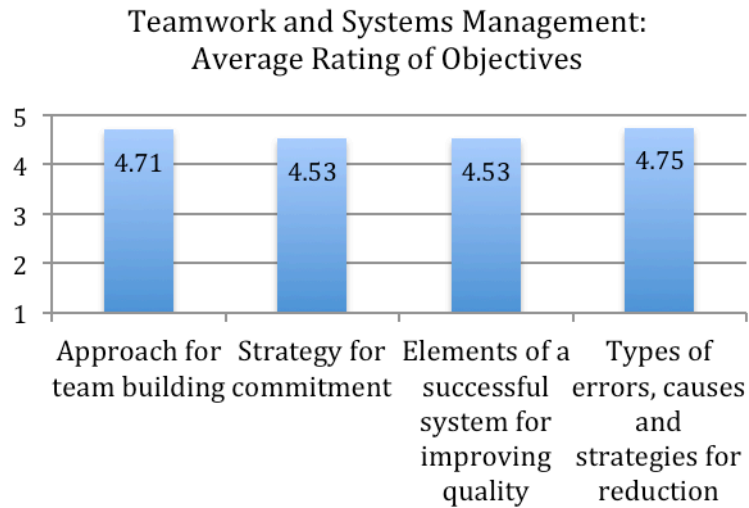 Teamwork and Systems Management:
Average Rating of Objectives
5
4
3
2
1
4.71
4.53
4.53
4.75
Approach for
team building
Strategy for
commitment
Elements of a
successful
system for
improving
quality
Types of
errors, causes
and
strategies for
reduction